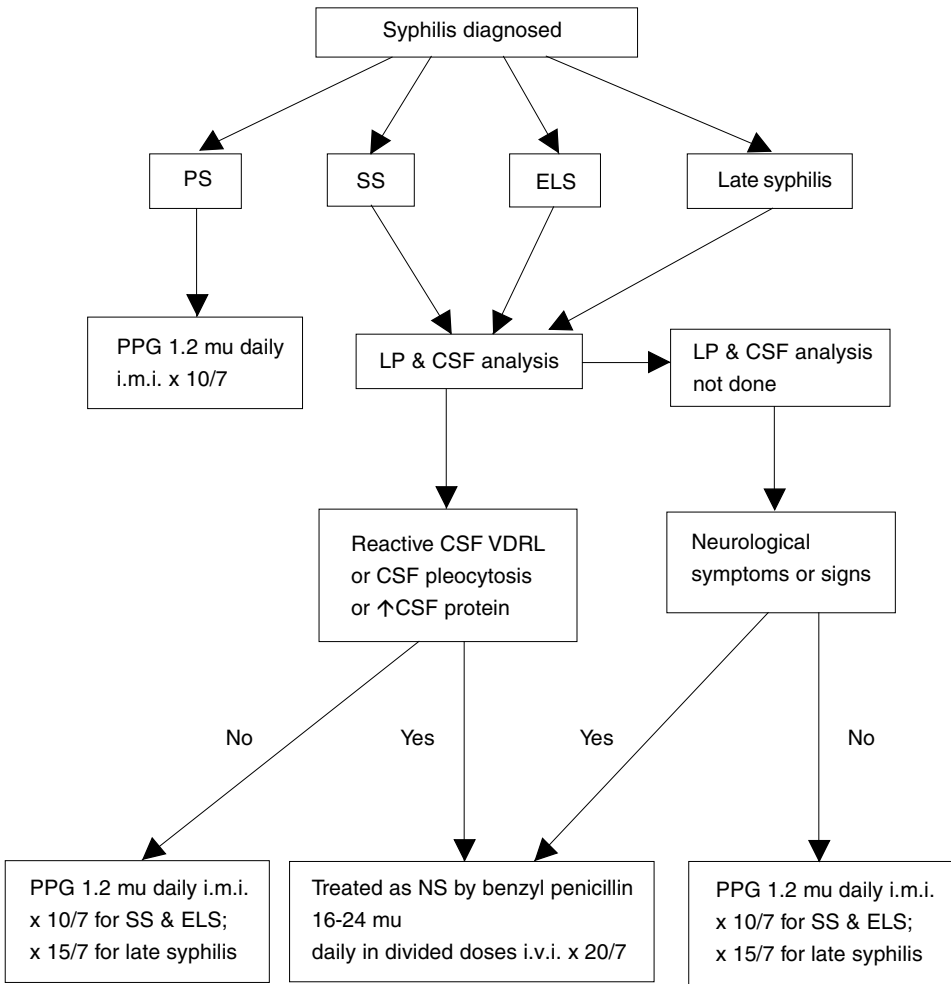 Syphilis diagnosed
PS
SS
ELS
Late syphilis
PPG 1.2 mu daily
i.m.i. x 10/7
LP & CSF analysis
LP & CSF analysis
not done
Reactive CSF VDRL
or CSF pleocytosis
or ↑CSF protein
Neurological
symptoms or signs
No
Yes
Yes
No
PPG 1.2 mu daily i.m.i.
x 10/7 for SS & ELS;
x 15/7 for late syphilis
Treated as NS by benzyl penicillin
16-24 mu
daily in divided doses i.v.i. x 20/7
PPG 1.2 mu daily i.m.i.
x 10/7 for SS & ELS;
x 15/7 for late syphilis